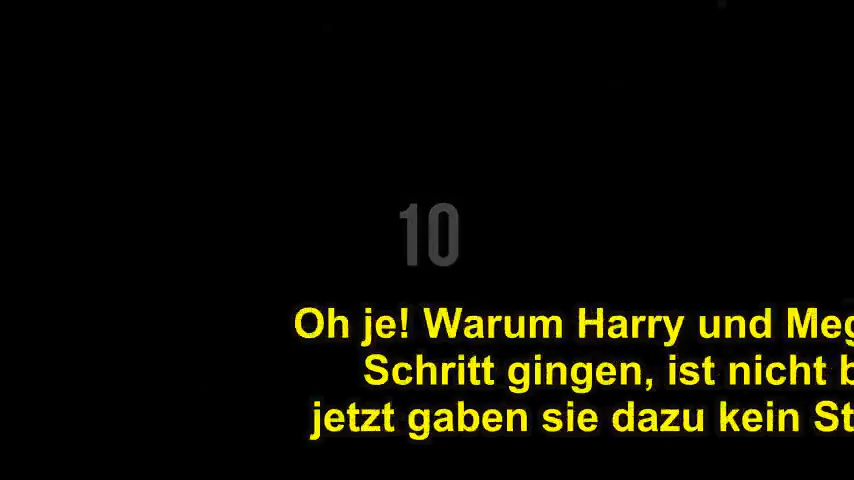 10
Oh je! Warum Harry und Meg
Schritt gingen, ist nicht b
jetzt gaben sie dazu kein St